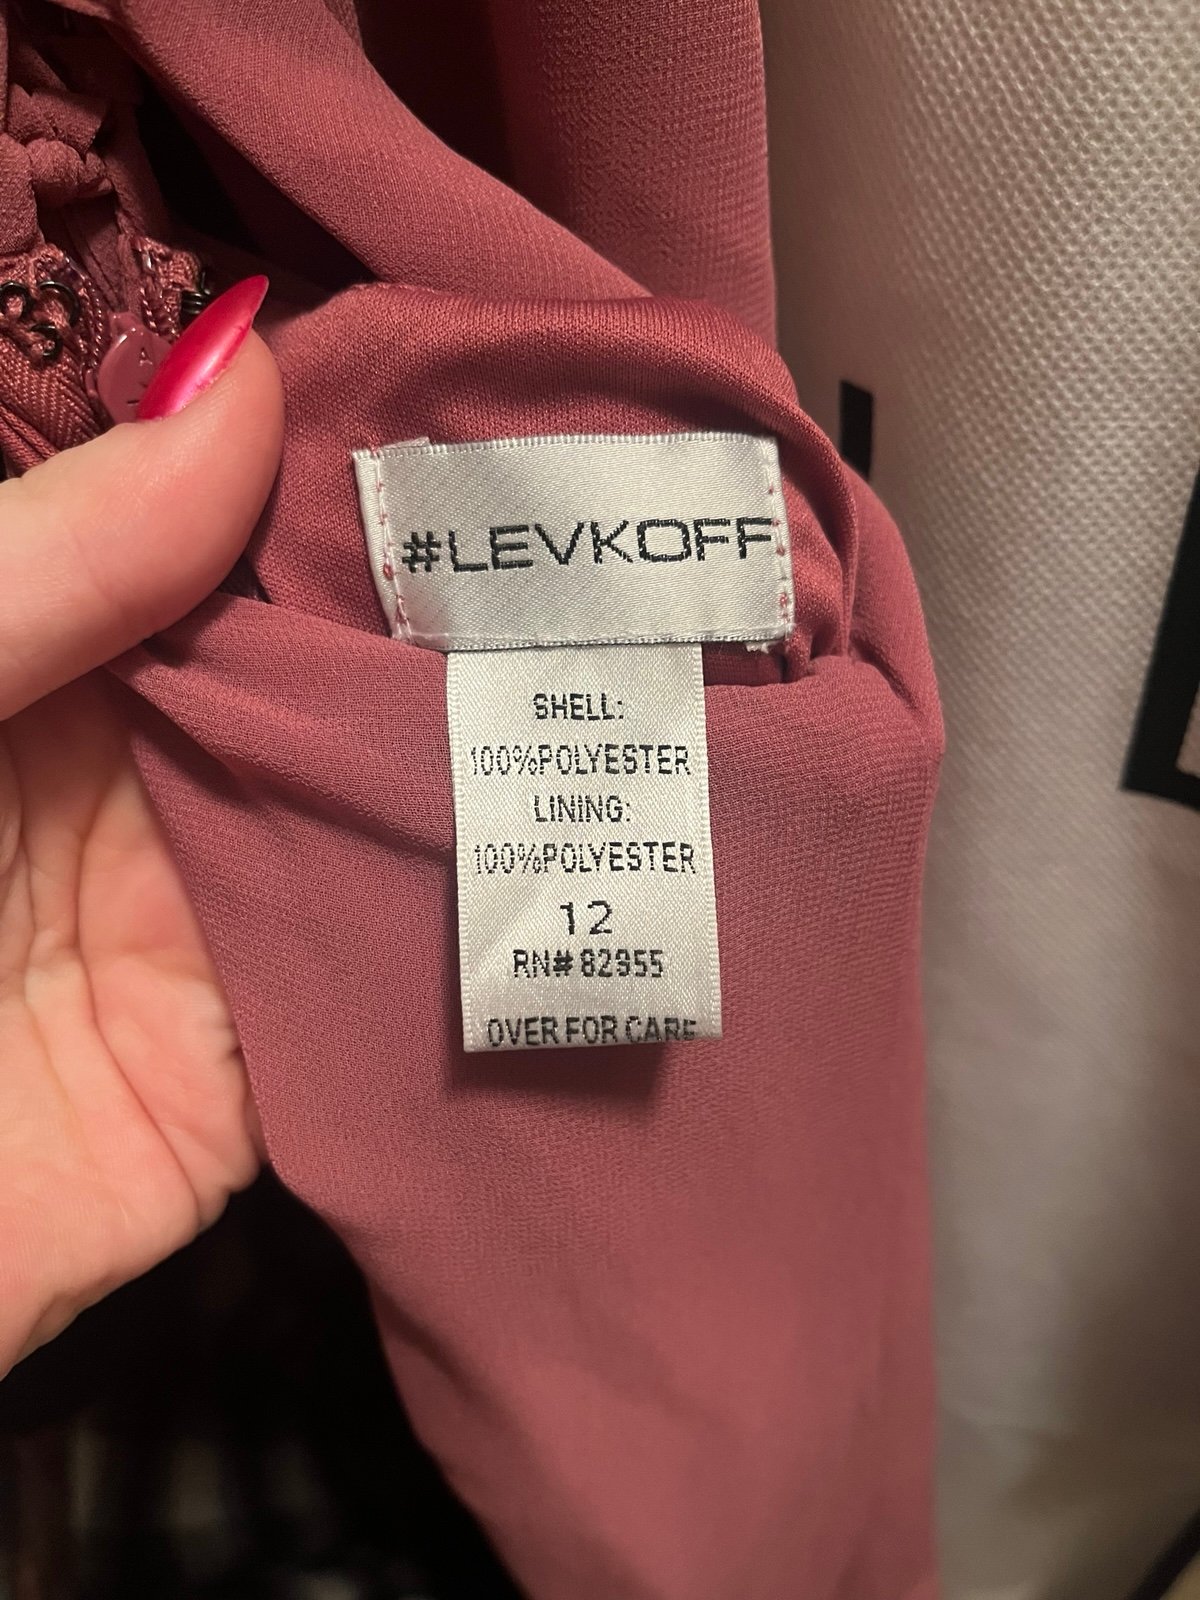 #LEVKOFF
SHELL:
100%POLYESTER
LINING:
100%POLYESTER
12
RN# 82955
OVER FOR CARE